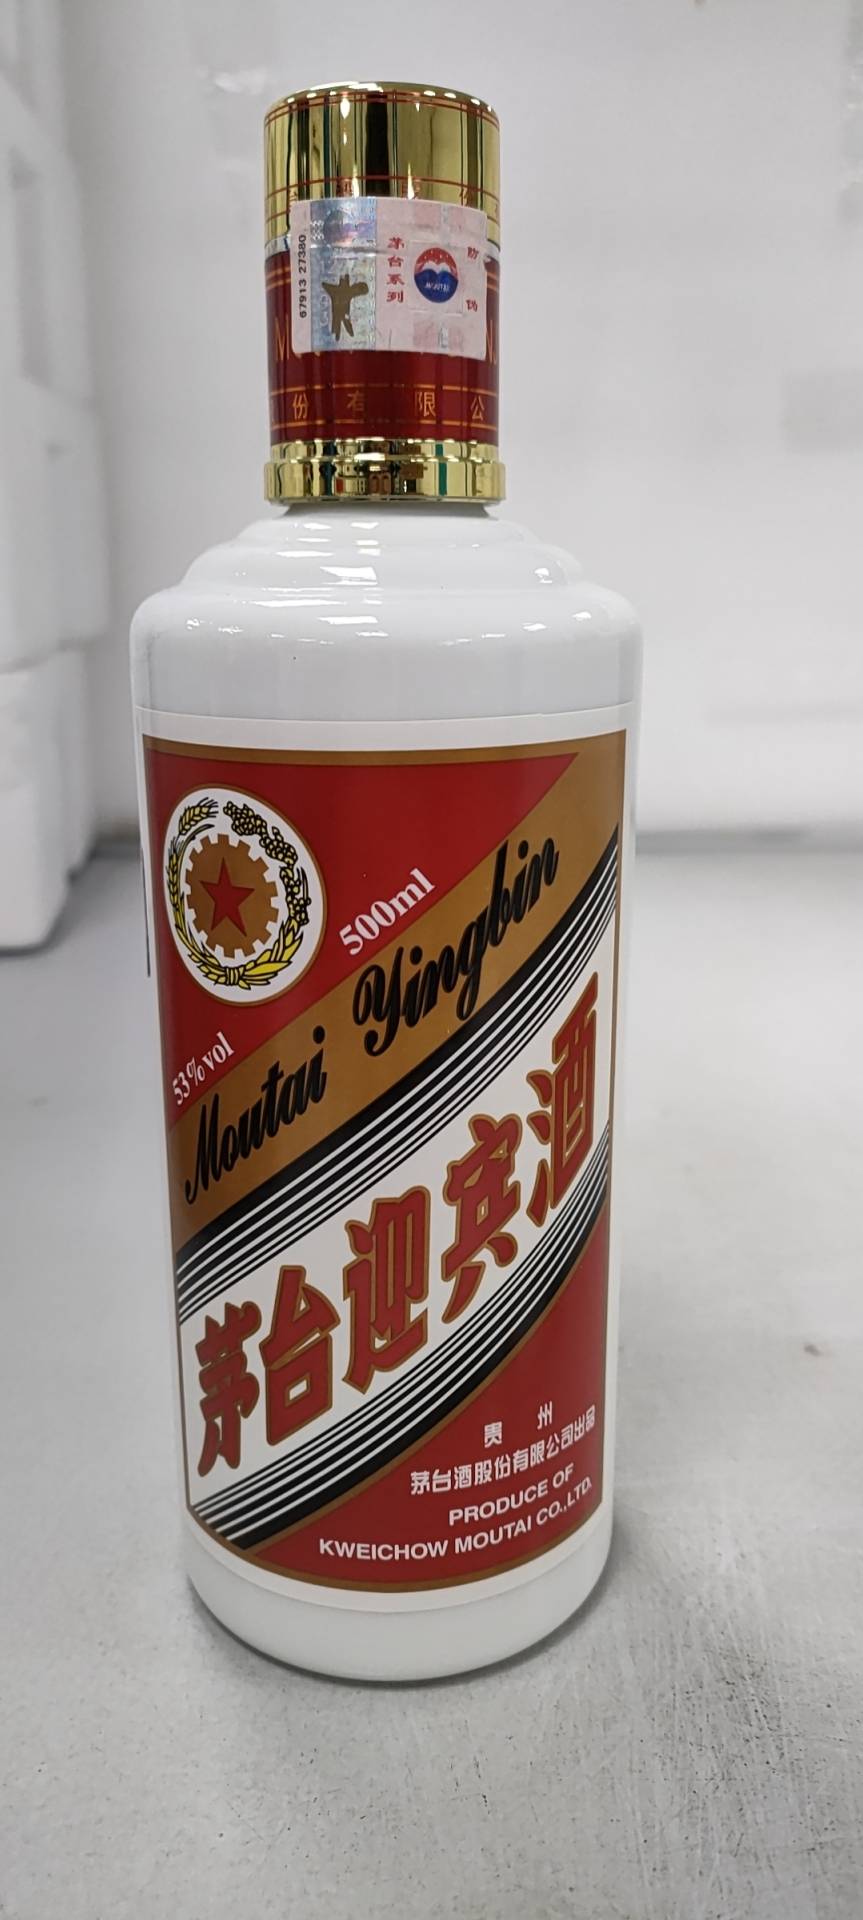 67913 27380
茅台系列
MOUTAI
防伪
份有限公
500ml
53%vol
Moutai Yingbin
茅台迎宾酒
贵州
茅台酒股份有限公司出品
PRODUCE OF
KWEICHOW MOUTAI CO.,LTD.